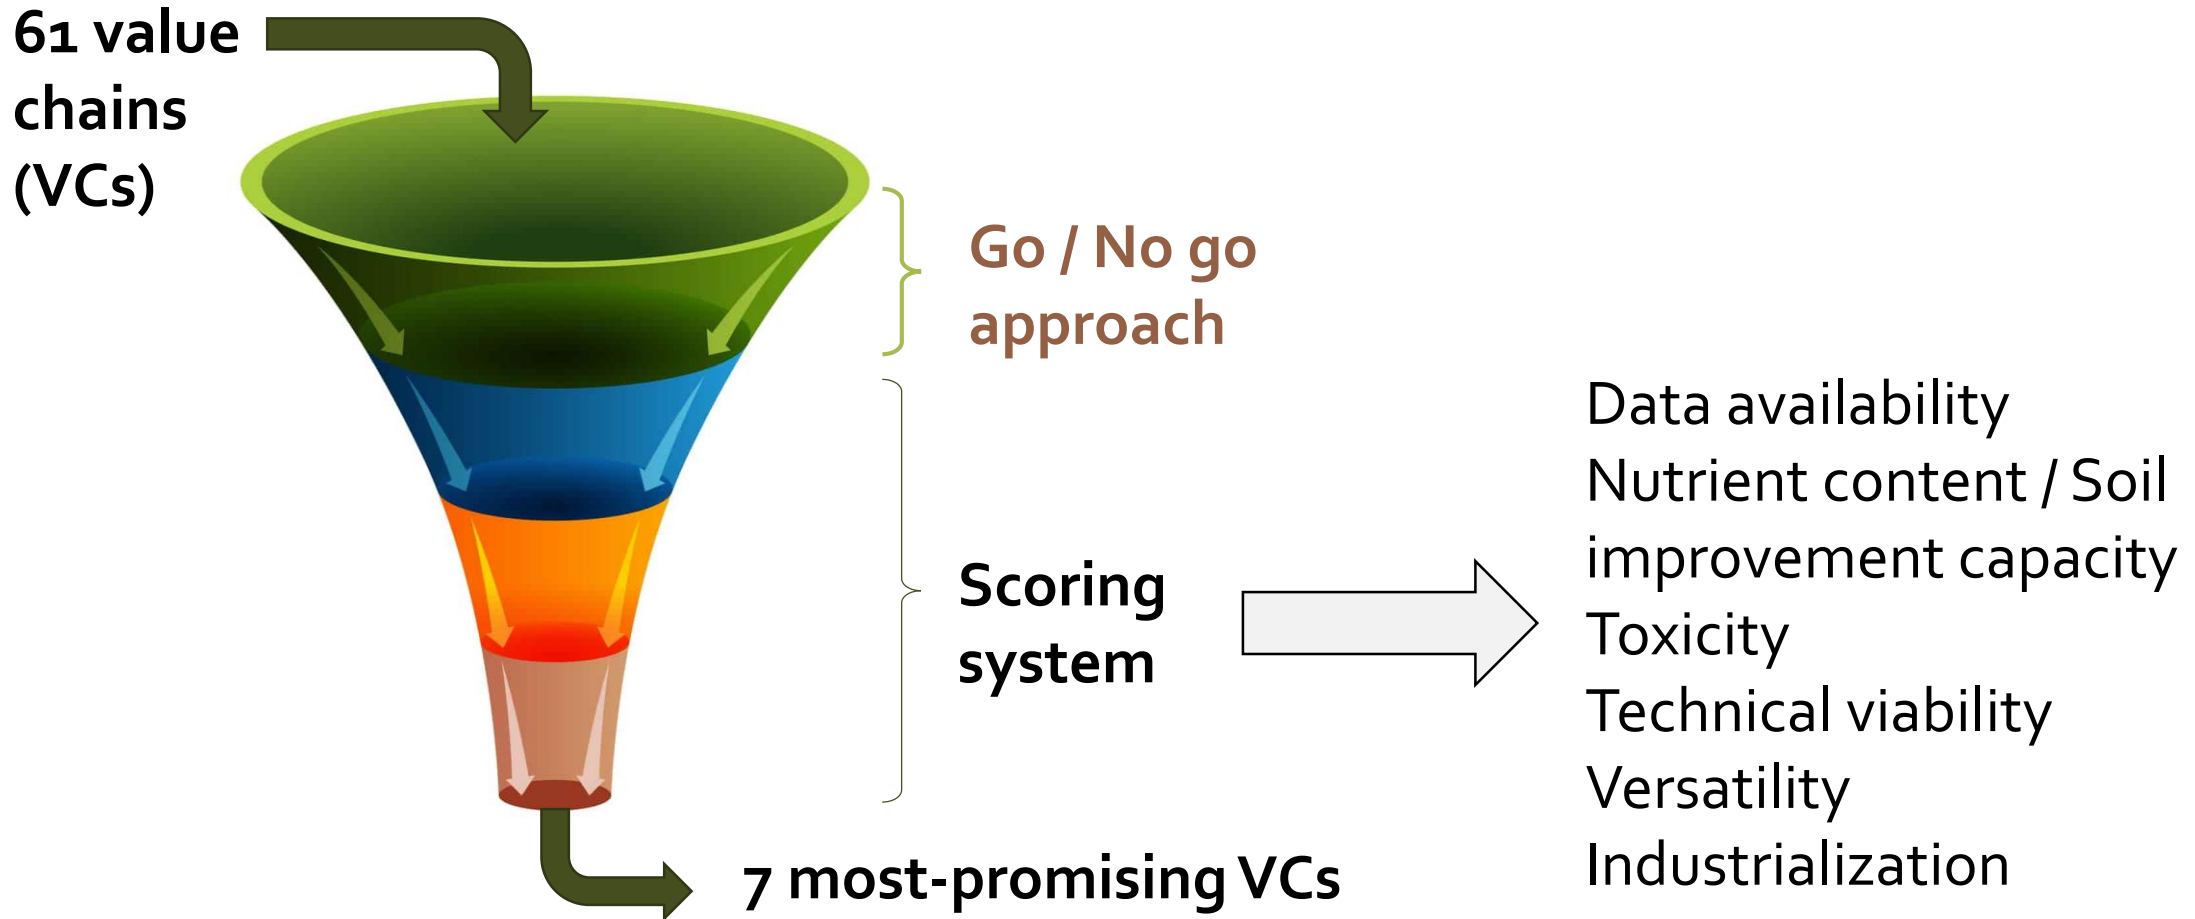 61 value
chains
(VCs)
Go / No go
approach
Scoring
system
Data availability
Nutrient content / Soil
improvement capacity
Toxicity
Technical viability
Versatility
Industrialization
7 most-promising VCs